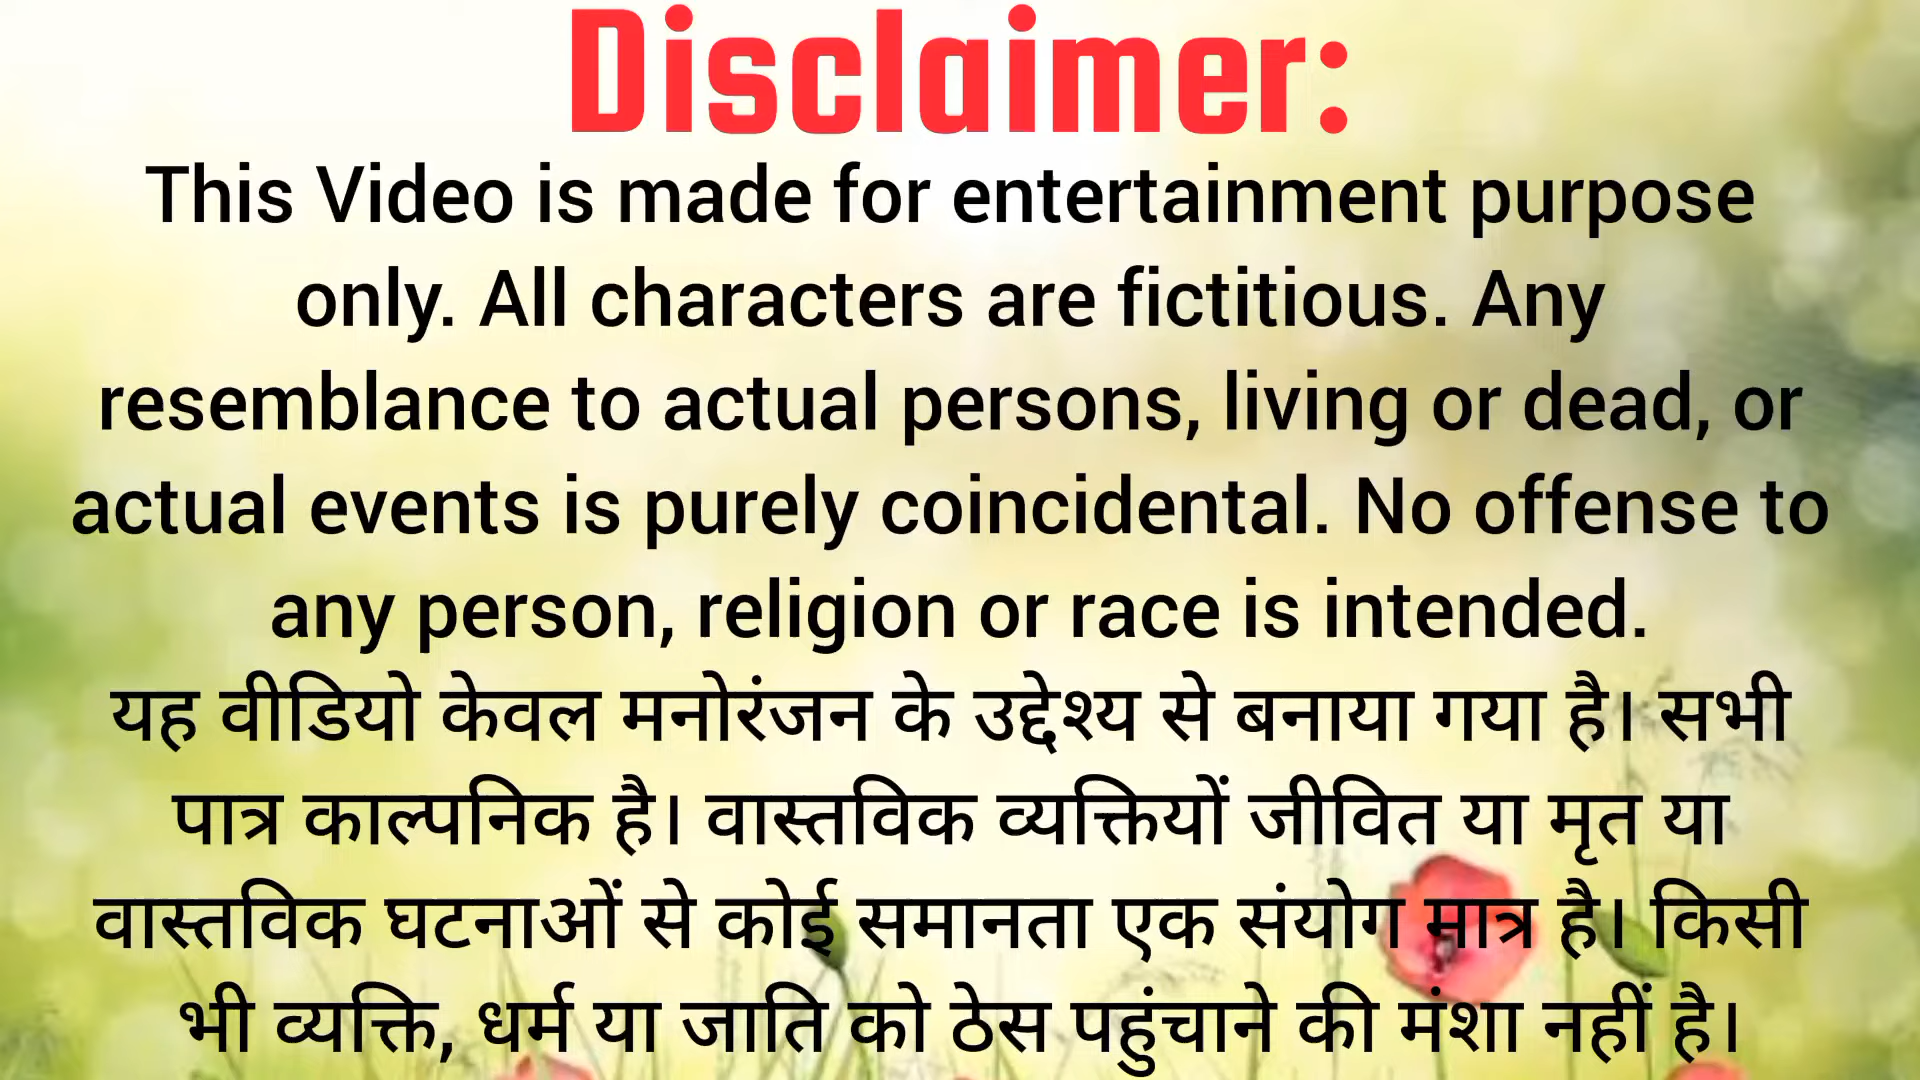 Disclaimer:
This Video is made for entertainment purpose
only. All characters are fictitious. Any
resemblance to actual persons, living or dead, or
actual events is purely coincidental. No offense to
any person, religion or race is intended.
यह वीडियो केवल मनोरंजन के उद्देश्य से बनाया गया है। सभी
पात्र काल्पनिक है। वास्तविक व्यक्तियों जीवित या मृत या
वास्तविक घटनाओं से कोई समानता एक संयोग मात्र है। किसी
भी व्यक्ति, धर्म या जाति को ठेस पहुंचाने की मंशा नहीं है।